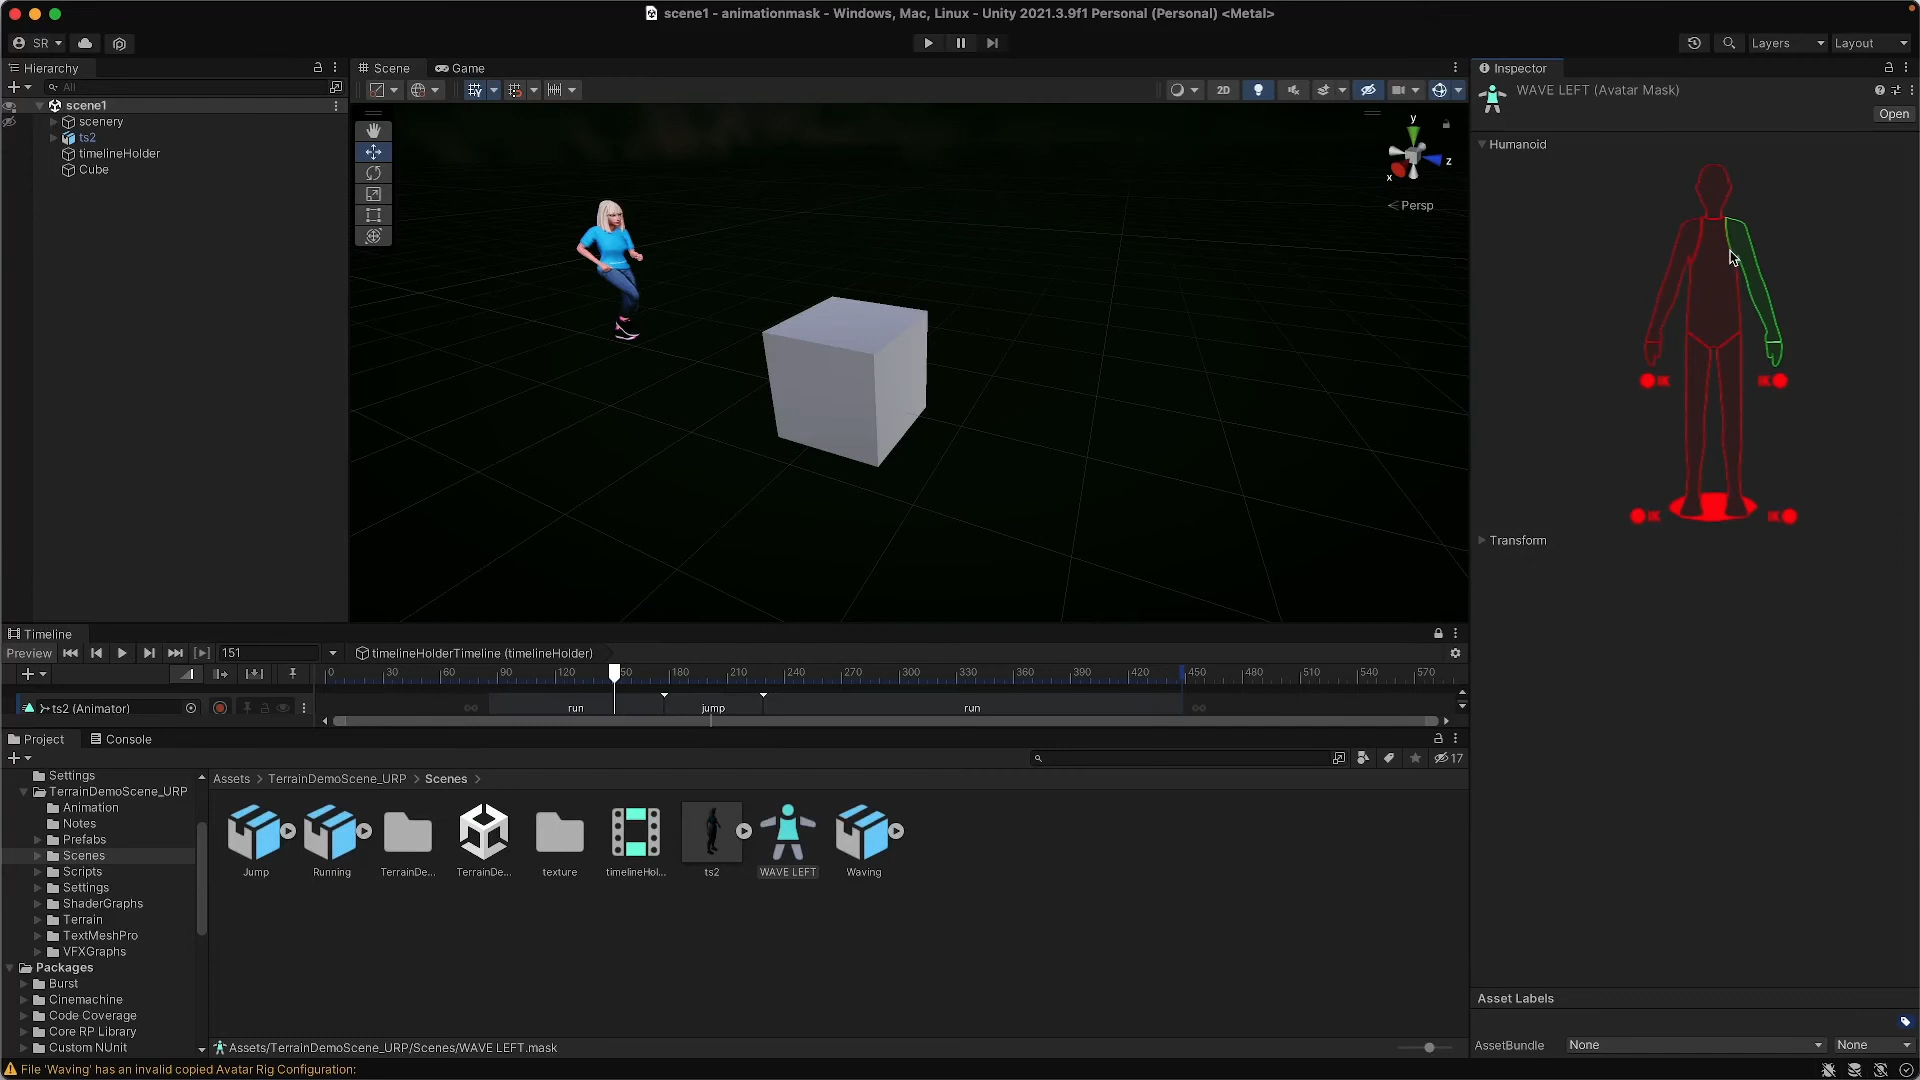 scene1 - animationmask - Windows, Mac, Linux - Unity 2021.3.9f1 Personal (Personal) <Metal>
SR
Layers
Layout
Hierarchy
All
scene1
scenery
ts2
timelineHolder
Cube
Scene
Game
2D
y
z
x
Persp
Inspector
WAVE LEFT (Avatar Mask)
Open
Humanoid
IK
IK
IK
IK
Transform
Timeline
Preview
151
timelineHolderTimeline (timelineHolder)
0 30 60 90 120 150 180 210 240 270 300 330 360 390 420 450 480 510 540 570
ts2 (Animator)
run
jump
run
Project
Console
17
Settings
TerrainDemoScene_URP
Animation
Notes
Prefabs
Scenes
Scripts
Settings
ShaderGraphs
Terrain
TextMeshPro
VFXGraphs
Packages
Burst
Cinemachine
Code Coverage
Core RP Library
Custom NUnit
Assets > TerrainDemoScene_URP > Scenes >
Jump
Running
TerrainDe...
TerrainDe...
texture
timelineHol...
ts2
WAVE LEFT
Waving
Assets/TerrainDemoScene_URP/Scenes/WAVE LEFT.mask
Asset Labels
AssetBundle
None
None
File 'Waving' has an invalid copied Avatar Rig Configuration: